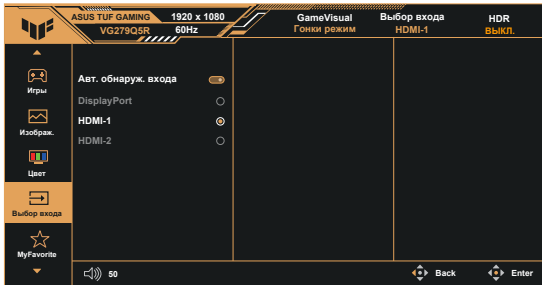 ASUS TUF GAMING 1920 x 1080 GameVisual Выбор входа HDR
VG279Q5R 60Hz Гонки режим HDMI-1 ВЫКЛ.
Игры
Изображ.
Цвет
Выбор входа
MyFavorite
Авт. обнаруж. входа
DisplayPort
HDMI-1
HDMI-2
50 Back Enter